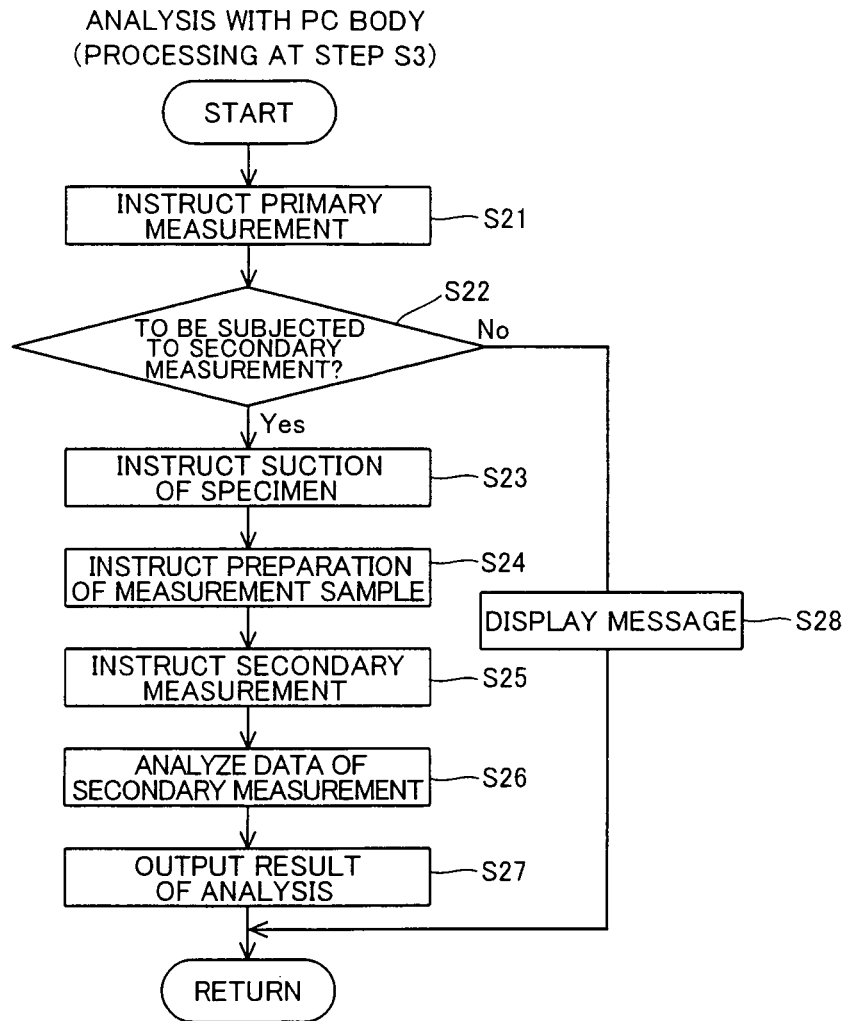 ANALYSIS WITH PC BODY
(PROCESSING AT STEP S3)
START
INSTRUCT PRIMARY
MEASUREMENT
S21
S22
TO BE SUBJECTED
TO SECONDARY
MEASUREMENT?
No
Yes
INSTRUCT SUCTION
OF SPECIMEN
S23
INSTRUCT PREPARATION
OF MEASUREMENT SAMPLE
S24
DISPLAY MESSAGE
S28
INSTRUCT SECONDARY
MEASUREMENT
S25
ANALYZE DATA OF
SECONDARY MEASUREMENT
S26
OUTPUT RESULT
OF ANALYSIS
S27
RETURN